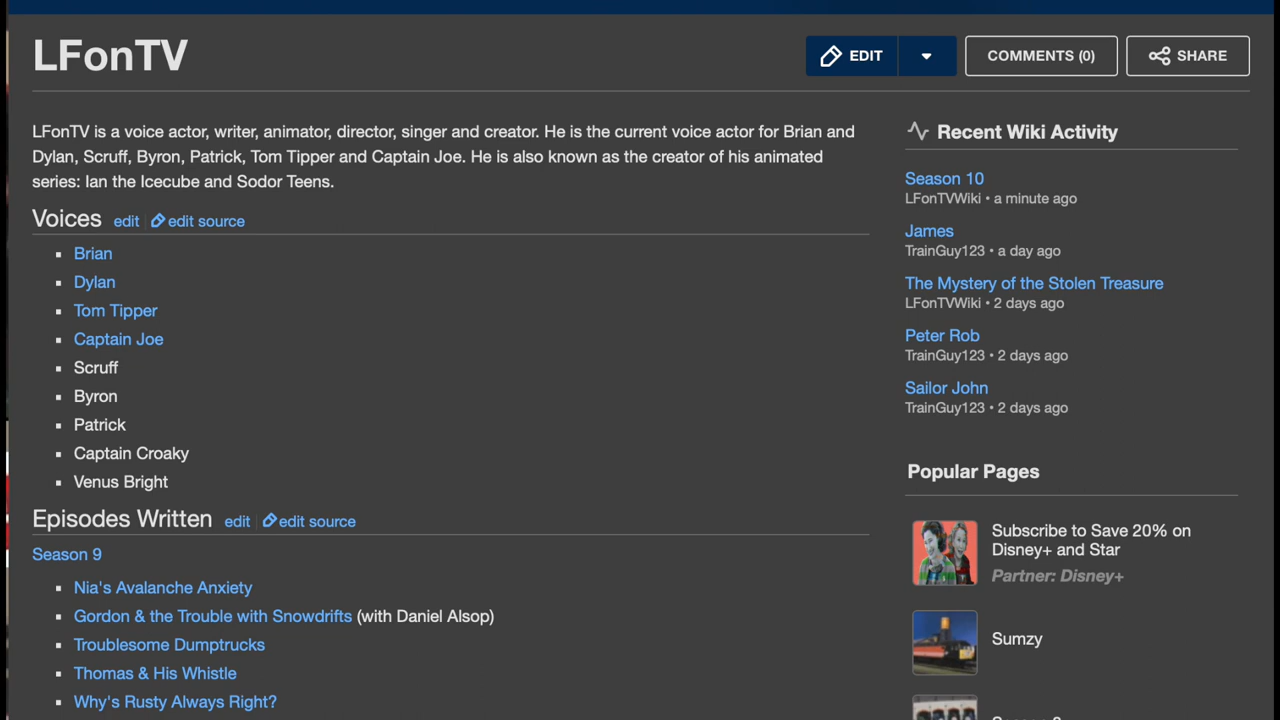 LFonTV
EDIT
COMMENTS (0)
SHARE
LFonTV is a voice actor, writer, animator, director, singer and creator. He is the current voice actor for Brian and
Dylan, Scruff, Byron, Patrick, Tom Tipper and Captain Joe. He is also known as the creator of his animated
series: Ian the Icecube and Sodor Teens.
Voices edit edit source
Brian
Dylan
Tom Tipper
Captain Joe
Scruff
Byron
Patrick
Captain Croaky
Venus Bright
Episodes Written edit edit source
Season 9
Nia's Avalanche Anxiety
Gordon & the Trouble with Snowdrifts (with Daniel Alsop)
Troublesome Dumptrucks
Thomas & His Whistle
Why's Rusty Always Right?
Recent Wiki Activity
Season 10
LFonTVWiki • a minute ago
James
TrainGuy123 • a day ago
The Mystery of the Stolen Treasure
LFonTVWiki • 2 days ago
Peter Rob
TrainGuy123 • 2 days ago
Sailor John
TrainGuy123 • 2 days ago
Popular Pages
Subscribe to Save 20% on
Disney+ and Star
Partner: Disney+
Sumzy